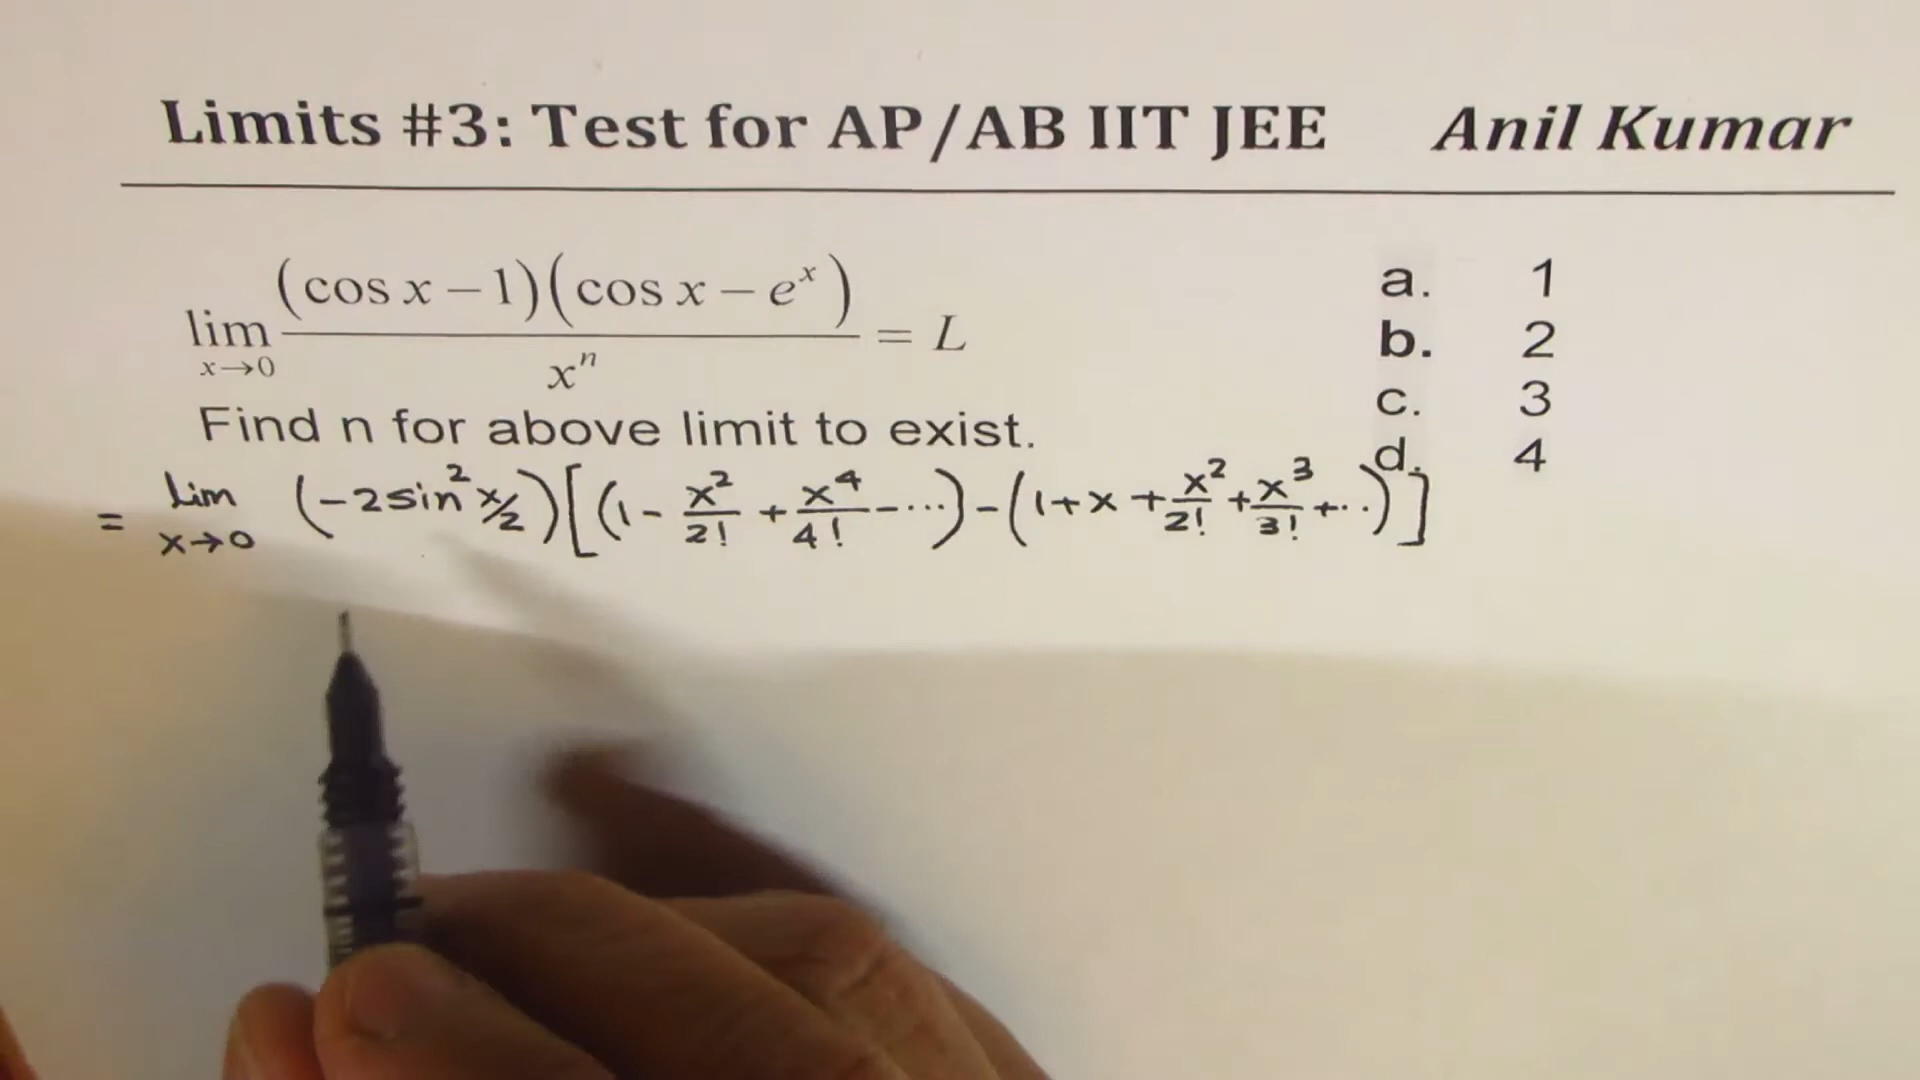 Limits #3: Test for AP/AB IIT JEE Anil Kumar
lim x→0 (cos x − 1)(cos x − e^x) / x^n = L
Find n for above limit to exist.
a. 1
b. 2
c. 3
d. 4
= Lim x→0 (−2 sin² x/2)[(1 − x²/2! + x⁴/4! − ···) − (1 + x + x²/2! + x³/3! + ··)]